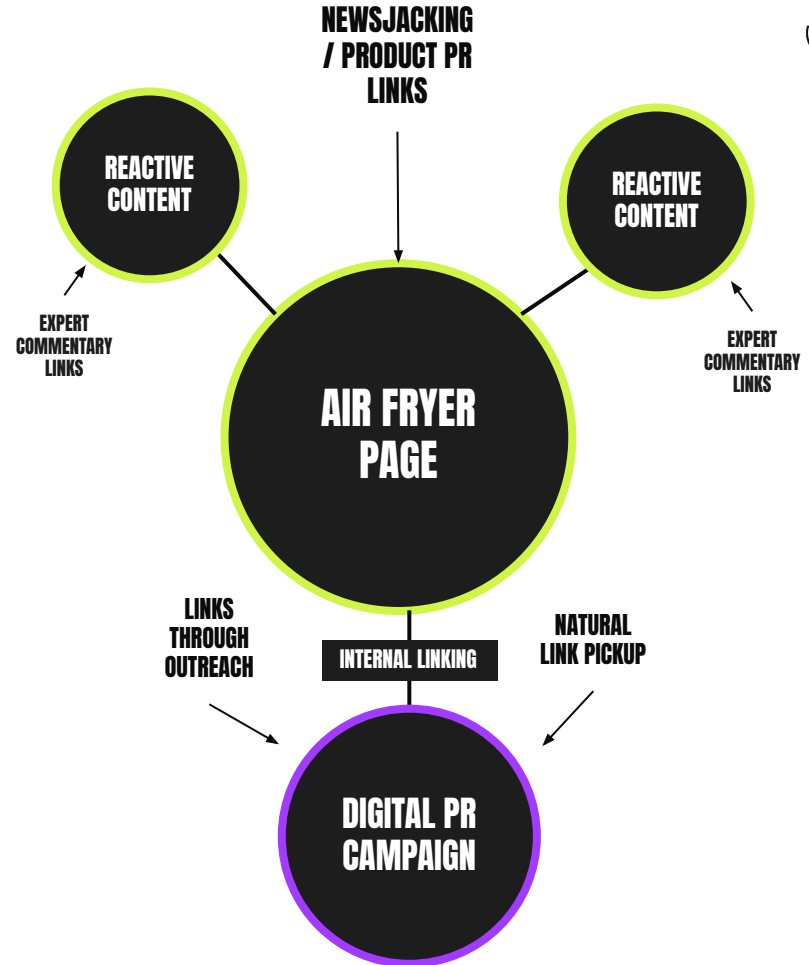 NEWSJACKING
/ PRODUCT PR
LINKS
REACTIVE
CONTENT
REACTIVE
CONTENT
EXPERT
COMMENTARY
LINKS
EXPERT
COMMENTARY
LINKS
AIR FRYER
PAGE
LINKS
THROUGH
OUTREACH
INTERNAL LINKING
NATURAL
LINK PICKUP
DIGITAL PR
CAMPAIGN